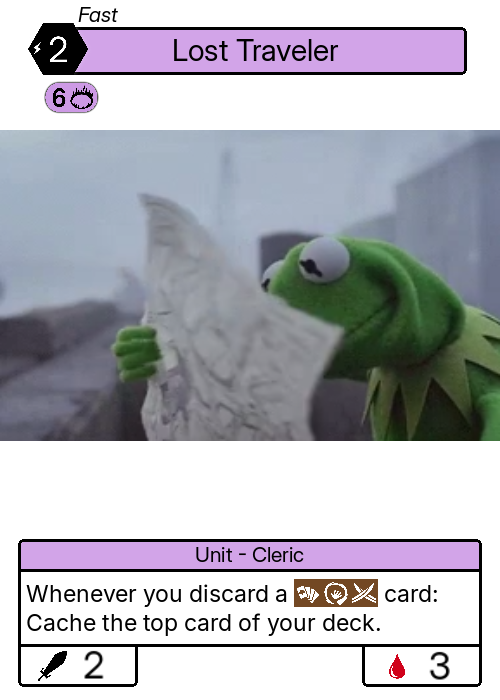 Fast
2
Lost Traveler
6
Unit - Cleric
Whenever you discard a card:
Cache the top card of your deck.
2
3